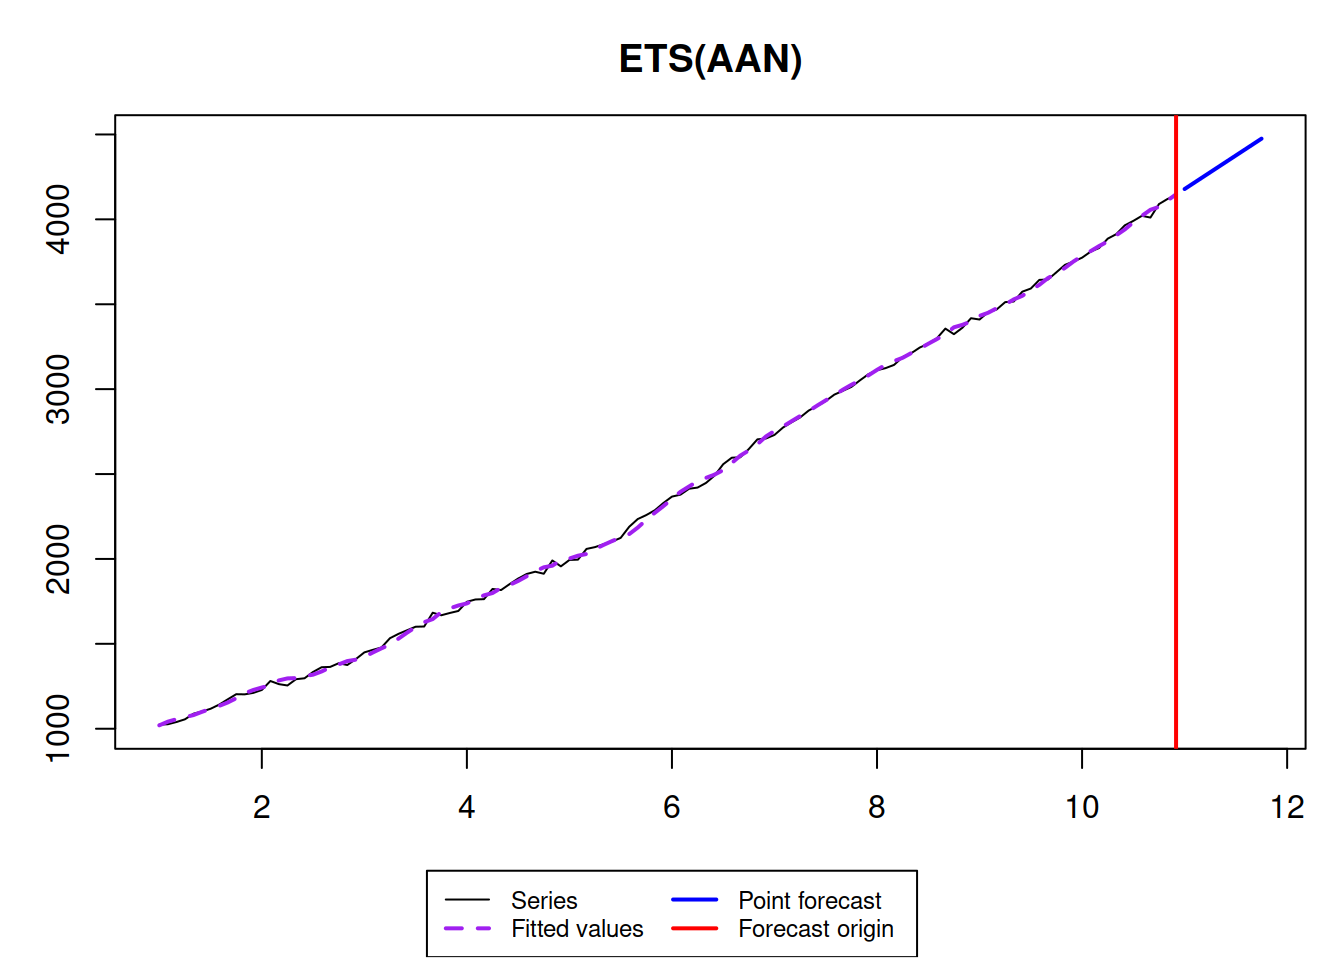 ETS(AAN)
4000
3000
2000
1000
2 4 6 8 10 12
Series Point forecast
Fitted values Forecast origin